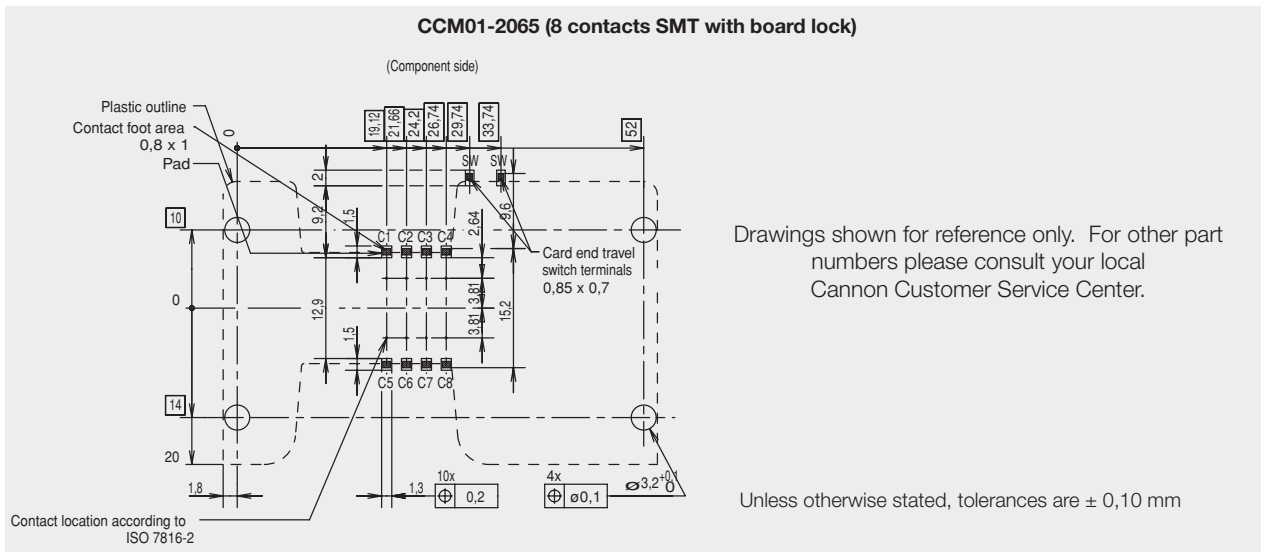 CCM01-2065 (8 contacts SMT with board lock)
(Component side)
Plastic outline
Contact foot area
0,8 x 1
Pad
0
19,12
21,66
24,2
26,74
29,74
33,74
52
SW SW
2
9,2
1,5
2,64
9,6
10
C1 C2 C3 C4
Card end travel
switch terminals
0,85 x 0,7
0
12,9
3,81
3,81
15,2
1,5
C5 C6 C7 C8
14
20
1,8
1,3
10x
⌖ 0,2
4x
⌖ ø0,1
ø3,2 +0,1 0
Contact location according to
ISO 7816-2
Drawings shown for reference only. For other part
numbers please consult your local
Cannon Customer Service Center.
Unless otherwise stated, tolerances are ± 0,10 mm